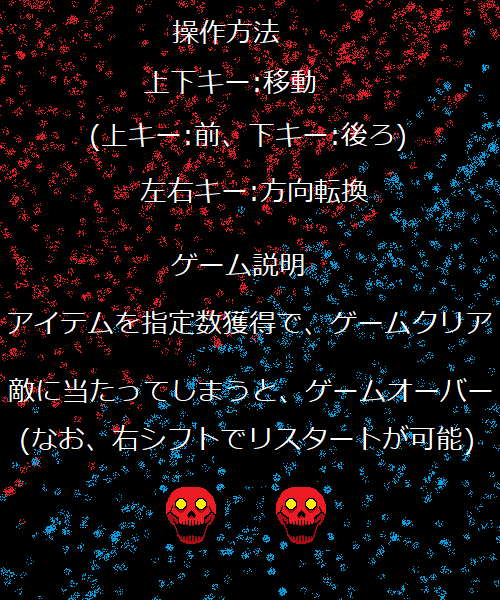 操作方法
上下キー:移動
(上キー:前、下キー:後ろ)
左右キー:方向転換
ゲーム説明
アイテムを指定数獲得で、ゲームクリア
敵に当たってしまうと、ゲームオーバー
(なお、右シフトでリスタートが可能)